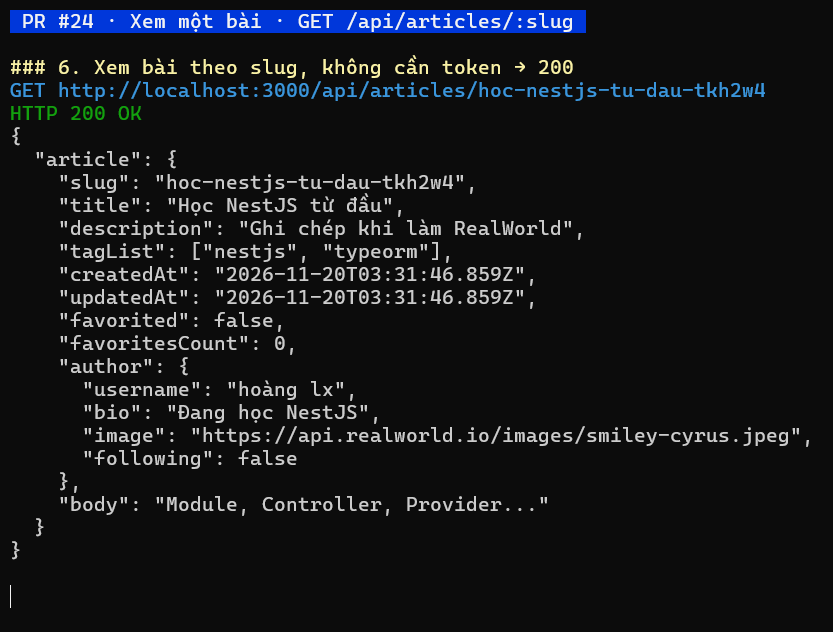 PR #24 · Xem một bài · GET /api/articles/:slug
### 6. Xem bài theo slug, không cần token → 200
GET http://localhost:3000/api/articles/hoc-nestjs-tu-dau-tkh2w4
HTTP 200 OK
{
  "article": {
    "slug": "hoc-nestjs-tu-dau-tkh2w4",
    "title": "Học NestJS từ đầu",
    "description": "Ghi chép khi làm RealWorld",
    "tagList": ["nestjs", "typeorm"],
    "createdAt": "2026-11-20T03:31:46.859Z",
    "updatedAt": "2026-11-20T03:31:46.859Z",
    "favorited": false,
    "favoritesCount": 0,
    "author": {
      "username": "hoàng lx",
      "bio": "Đang học NestJS",
      "image": "https://api.realworld.io/images/smiley-cyrus.jpeg",
      "following": false
    },
    "body": "Module, Controller, Provider..."
  }
}